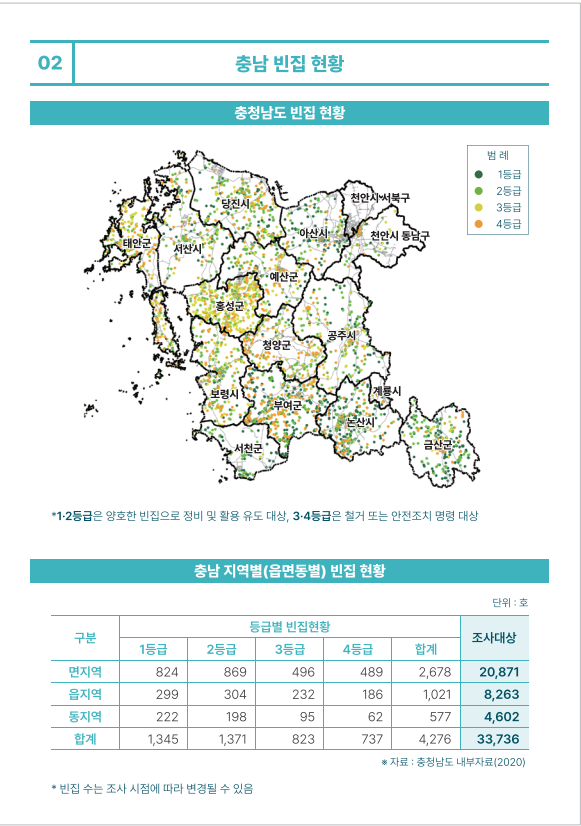 02
충남 빈집 현황
충청남도 빈집 현황
범 례
1등급
2등급
3등급
4등급
천안시 서북구
당진시
아산시
천안시 동남구
태안군
서산시
예산군
홍성군
공주시
청양군
보령시
계룡시
부여군
논산시
서천군
금산군
*1·2등급은 양호한 빈집으로 정비 및 활용 유도 대상, 3·4등급은 철거 또는 안전조치 명령 대상
충남 지역별(읍면동별) 빈집 현황
단위 : 호
구분 등급별 빈집현황 조사대상
1등급 2등급 3등급 4등급 합계
면지역 824 869 496 489 2,678 20,871
읍지역 299 304 232 186 1,021 8,263
동지역 222 198 95 62 577 4,602
합계 1,345 1,371 823 737 4,276 33,736
※ 자료 : 충청남도 내부자료(2020)
* 빈집 수는 조사 시점에 따라 변경될 수 있음